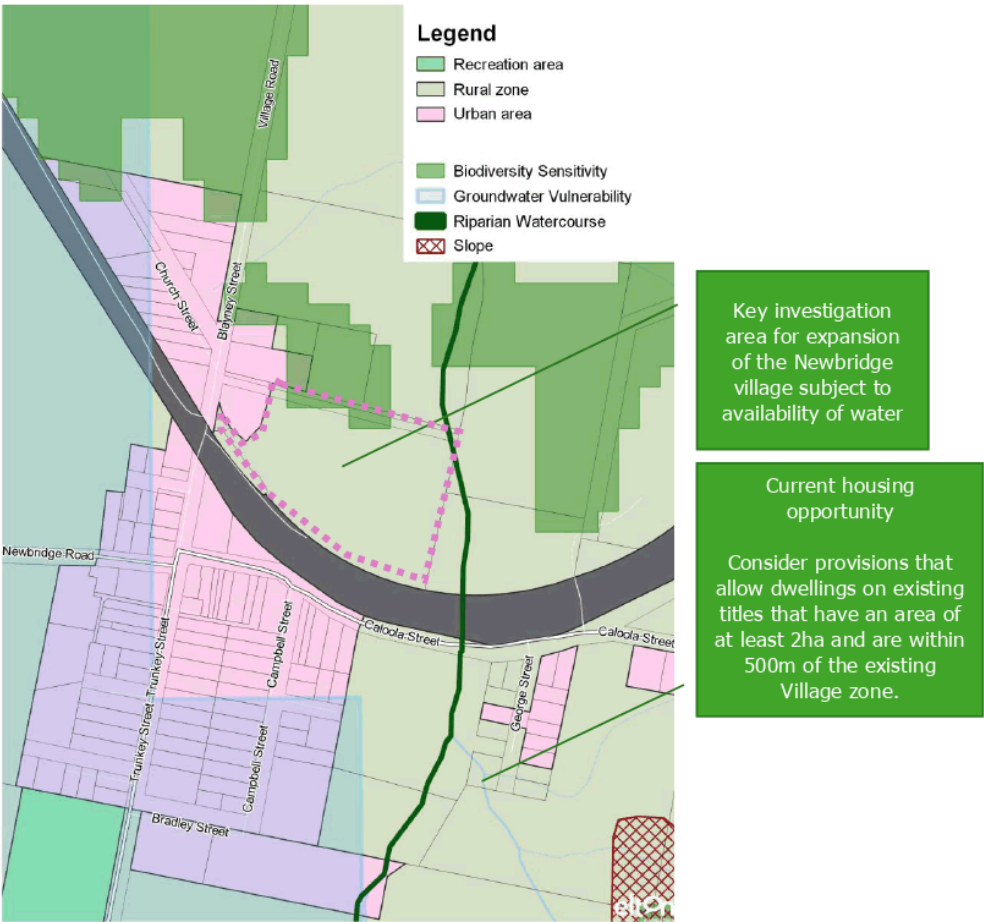 Legend
Recreation area
Rural zone
Urban area
Biodiversity Sensitivity
Groundwater Vulnerability
Riparian Watercourse
Slope
Village Road
Church Street
Blayney Street
Key investigation
area for expansion
of the Newbridge
village subject to
availability of water
Current housing
opportunity
Consider provisions that
allow dwellings on existing
titles that have an area of
at least 2ha and are within
500m of the existing
Village zone.
Newbridge Road
Caloola Street
Caloola Street
Campbell Street
Trunkey Street
George Street
Trunkey Street
Campbell Street
Bradley Street
elton